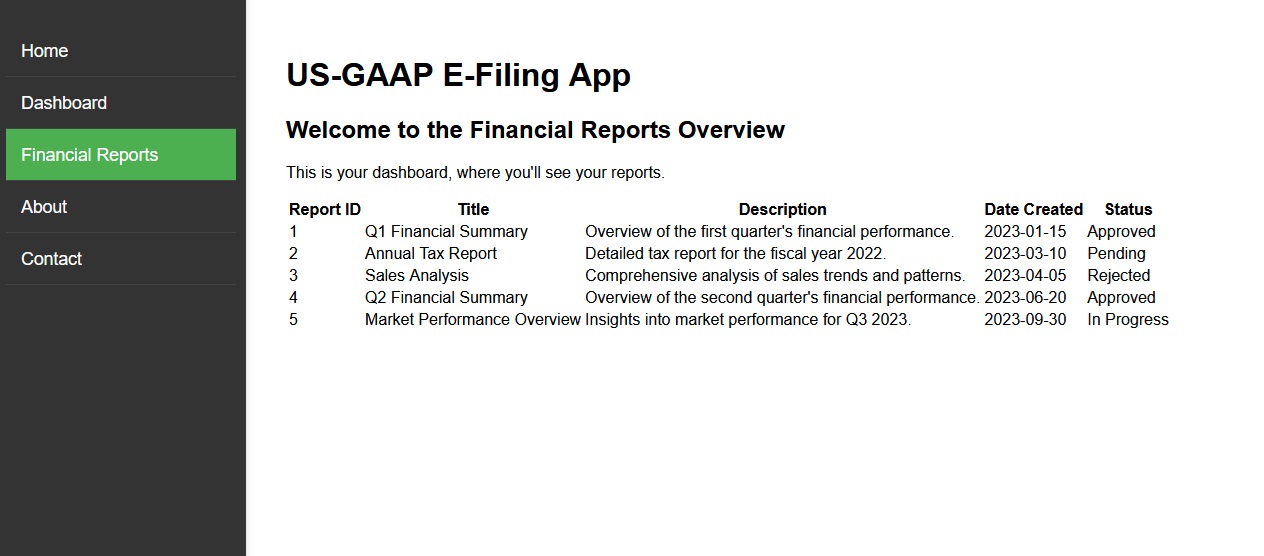 Home
Dashboard
Financial Reports
About
Contact
US-GAAP E-Filing App
Welcome to the Financial Reports Overview
This is your dashboard, where you'll see your reports.
Report ID Title Description Date Created Status
1 Q1 Financial Summary Overview of the first quarter's financial performance. 2023-01-15 Approved
2 Annual Tax Report Detailed tax report for the fiscal year 2022. 2023-03-10 Pending
3 Sales Analysis Comprehensive analysis of sales trends and patterns. 2023-04-05 Rejected
4 Q2 Financial Summary Overview of the second quarter's financial performance. 2023-06-20 Approved
5 Market Performance Overview Insights into market performance for Q3 2023. 2023-09-30 In Progress